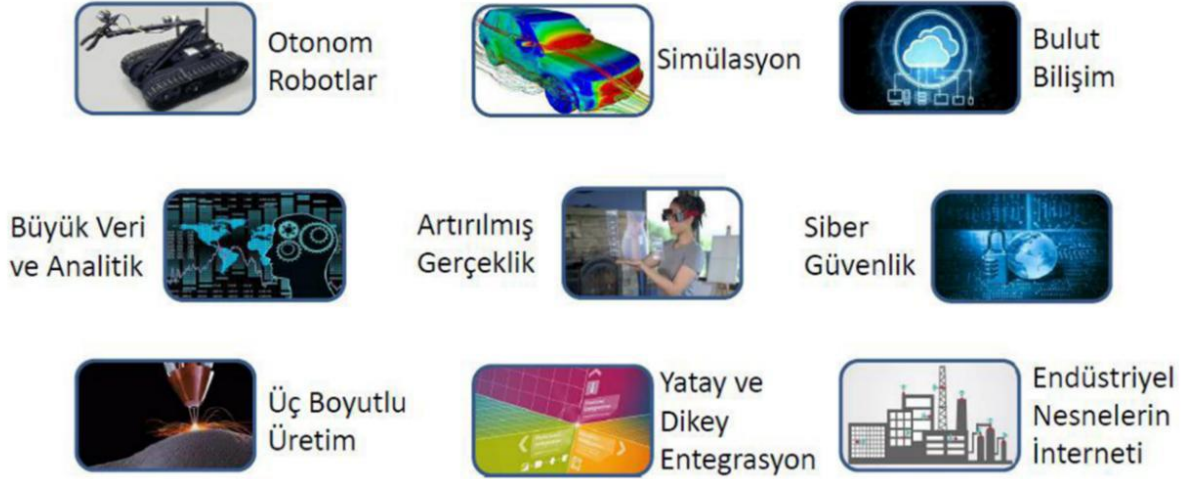 Otonom
Robotlar
Simülasyon
Bulut
Bilişim
Büyük Veri
ve Analitik
Artırılmış
Gerçeklik
Siber
Güvenlik
Üç Boyutlu
Üretim
Yatay ve
Dikey
Entegrasyon
Endüstriyel
Nesnelerin
İnterneti